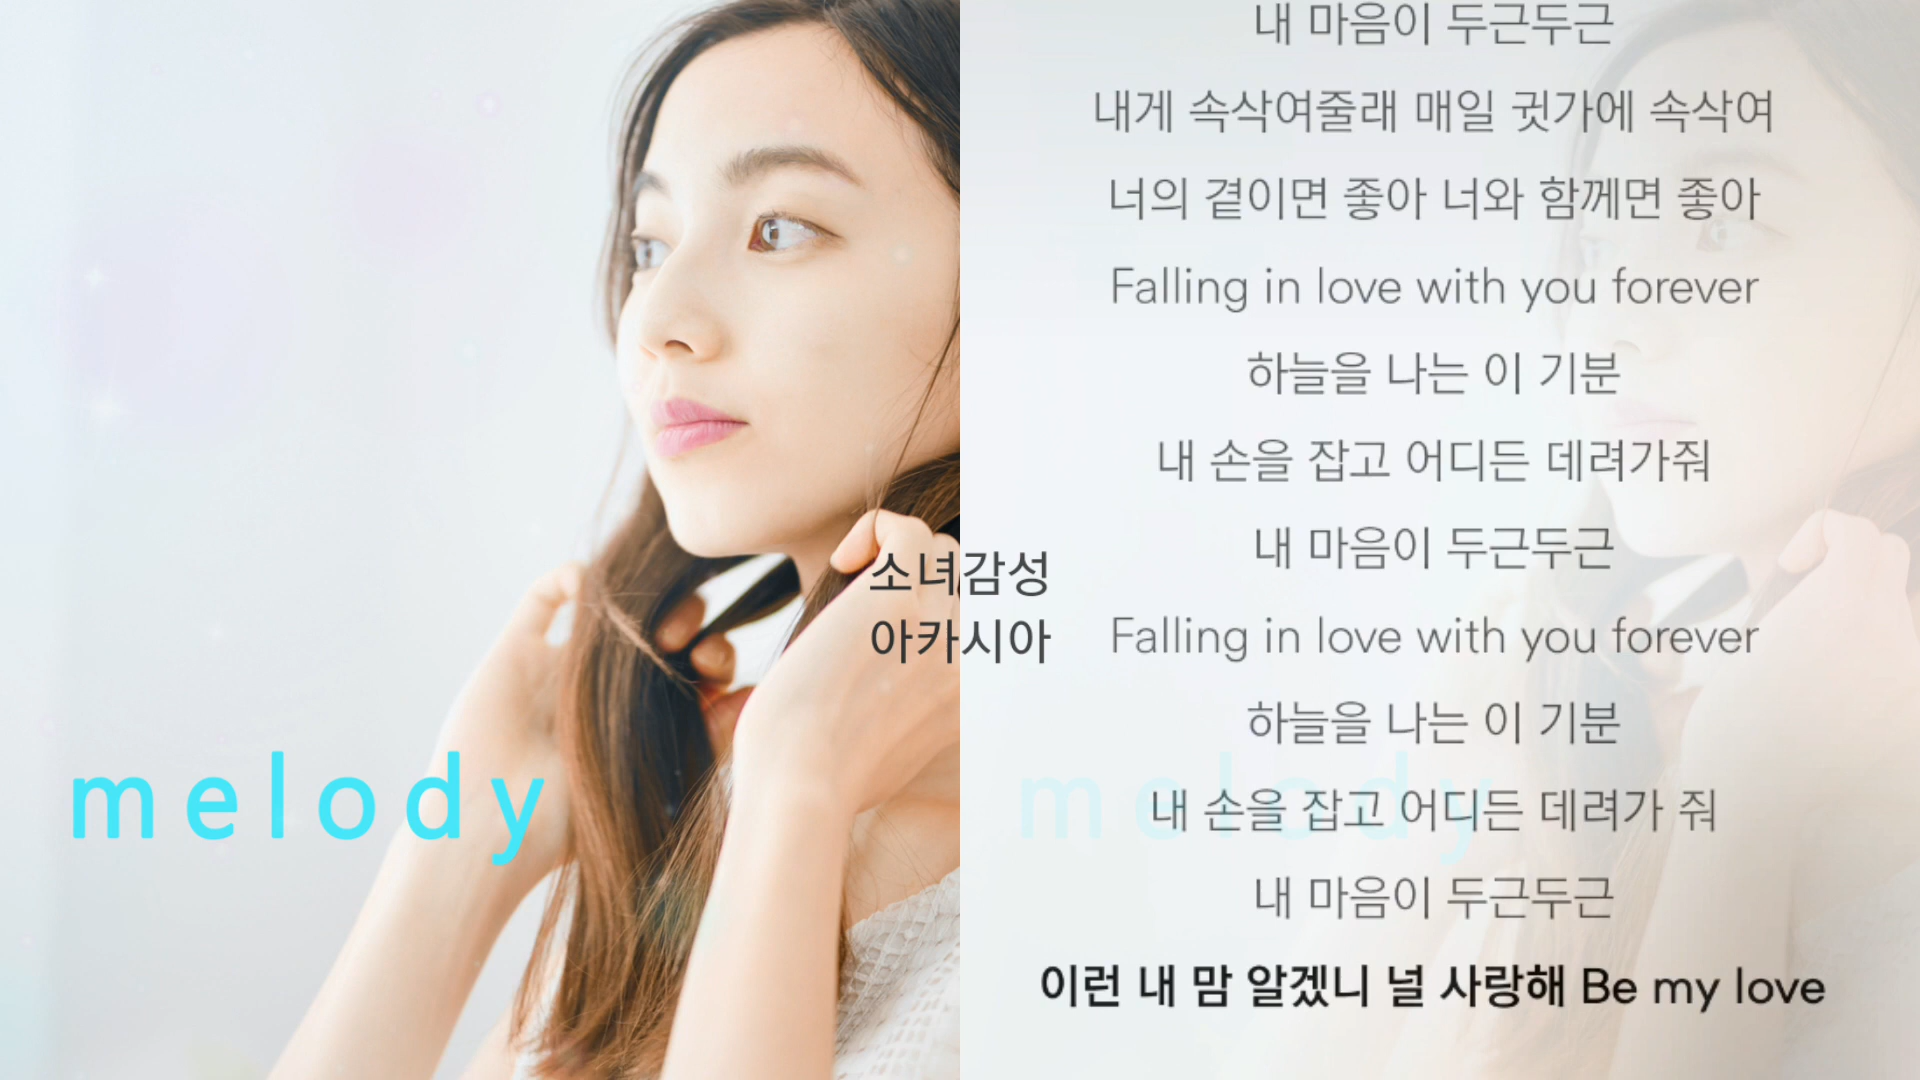 melody
소녀감성
아카시아
내 마음이 두근두근
내게 속삭여줄래 매일 귓가에 속삭여
너의 곁이면 좋아 너와 함께면 좋아
Falling in love with you forever
하늘을 나는 이 기분
내 손을 잡고 어디든 데려가줘
내 마음이 두근두근
Falling in love with you forever
하늘을 나는 이 기분
내 손을 잡고 어디든 데려가 줘
내 마음이 두근두근
이런 내 맘 알겠니 널 사랑해 Be my love
melody